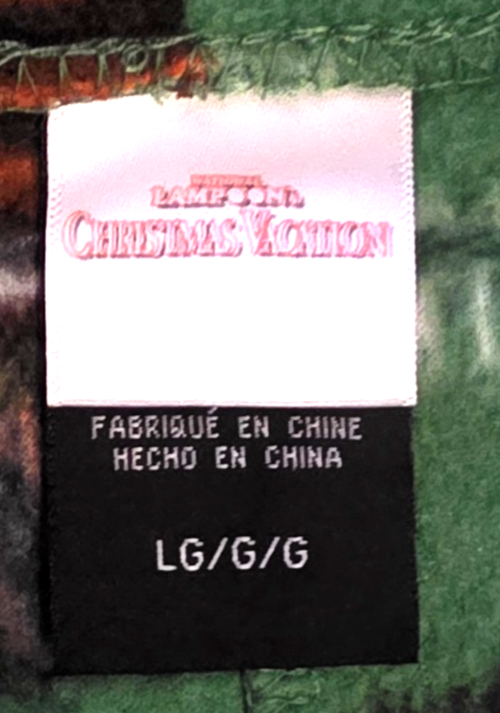 NATIONAL
LAMPOON'S
CHRISTMAS VACATION
FABRIQUÉ EN CHINE
HECHO EN CHINA
LG/G/G